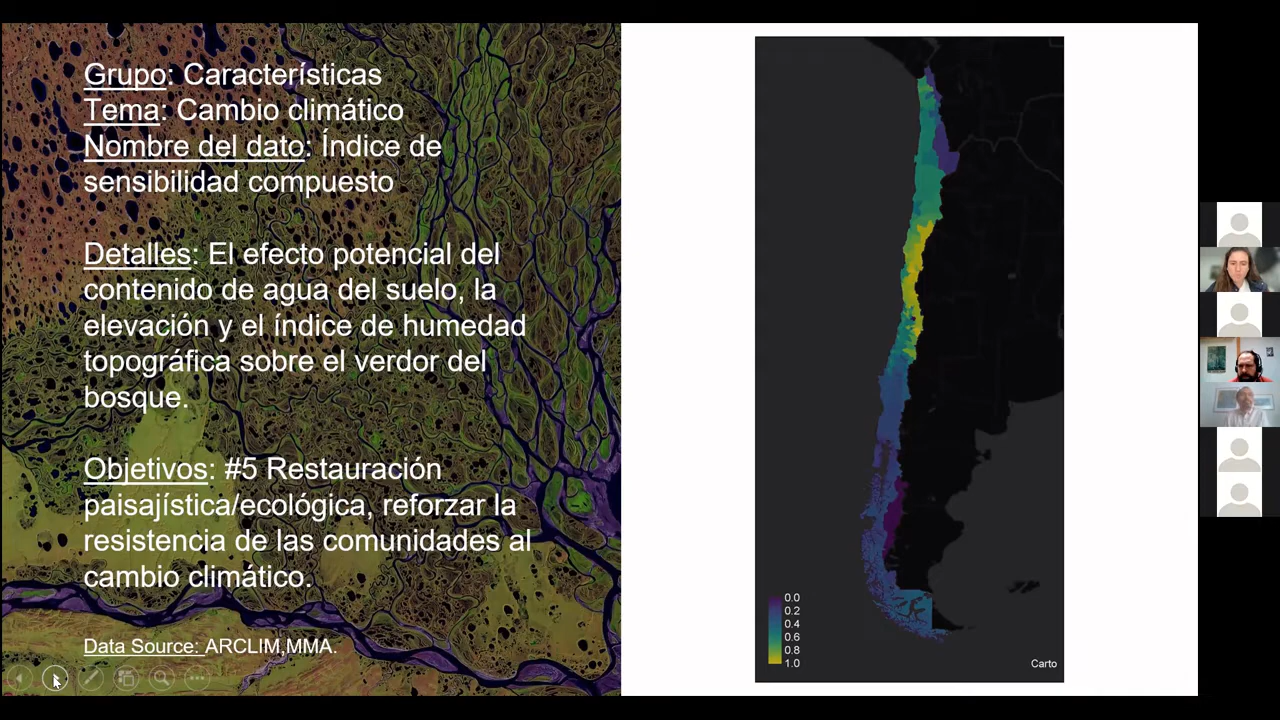 Grupo: Características
Tema: Cambio climático
Nombre del dato: Índice de
sensibilidad compuesto
Detalles: El efecto potencial del
contenido de agua del suelo, la
elevación y el índice de humedad
topográfica sobre el verdor del
bosque.
Objetivos: #5 Restauración
paisajística/ecológica, reforzar la
resistencia de las comunidades al
cambio climático.
Data Source: ARCLIM,MMA.
0.0
0.2
0.4
0.6
0.8
1.0
Carto